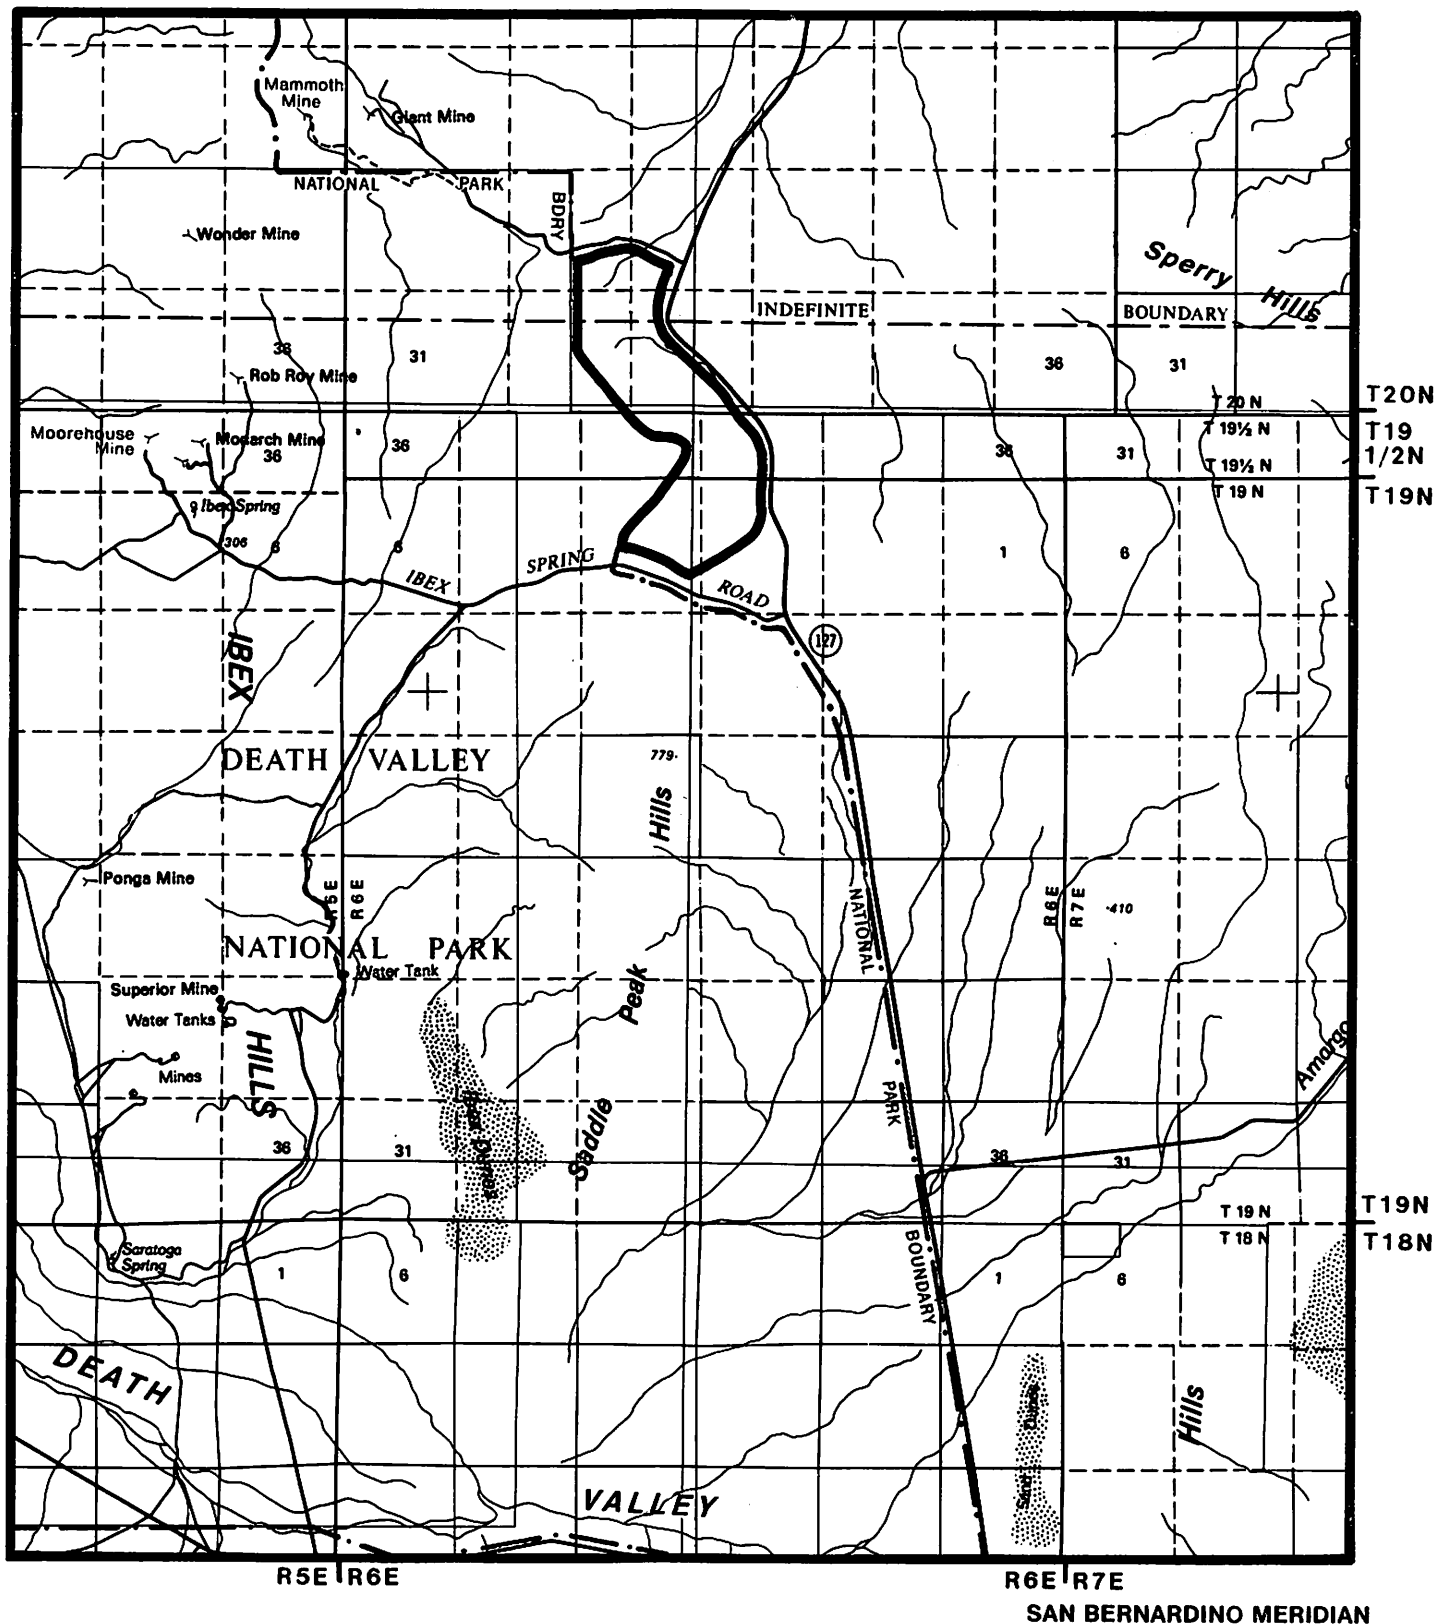 Mammoth
Mine
Giant Mine
NATIONAL PARK
BDRY
Wonder Mine
Sperry Hills
INDEFINITE BOUNDARY
36 31 36 31
Rob Roy Mine
T20N
T 20 N
T 19½ N
T19
1/2N
Moorehouse
Mine
Monarch Mine
36 36 36 31
T 19½ N
T 19 N
T19N
Ibex Spring
306
6 6 1 6
IBEX SPRING ROAD
127
IBEX
DEATH VALLEY
779
Hills
Ponga Mine
R5E R6E
NATIONAL
R6E R7E
410
NATIONAL PARK
Water Tank
Superior Mine
Water Tanks
Peak
HILLS
Mines
Amargo
PARK
Saddle
Dunes
36 31 36 31
T 19 N
T 18 N
T19N
T18N
Saratoga
Spring
1 6 1 6
BOUNDARY
DEATH
Hills
Sand Dunes
VALLEY
R5E R6E
R6E R7E
SAN BERNARDINO MERIDIAN